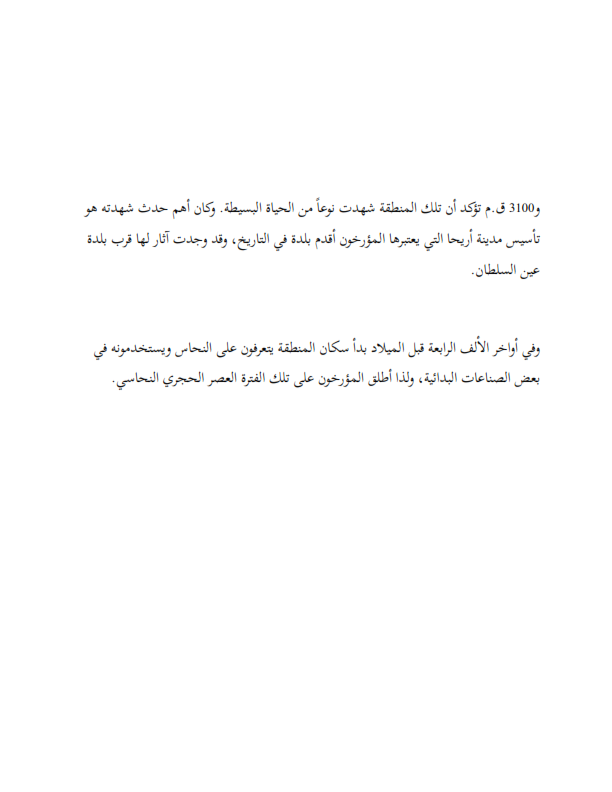 و3100 ق.م تؤكد أن تلك المنطقة شهدت نوعاً من الحياة البسيطة. وكان أهم حدث شهدته هو
تأسيس مدينة أريحا التي يعتبرها المؤرخون أقدم بلدة في التاريخ، وقد وجدت آثار لها قرب بلدة
عين السلطان.
وفي أواخر الألف الرابعة قبل الميلاد بدأ سكان المنطقة يتعرفون على النحاس ويستخدمونه في
بعض الصناعات البدائية، ولذا أطلق المؤرخون على تلك الفترة العصر الحجري النحاسي.